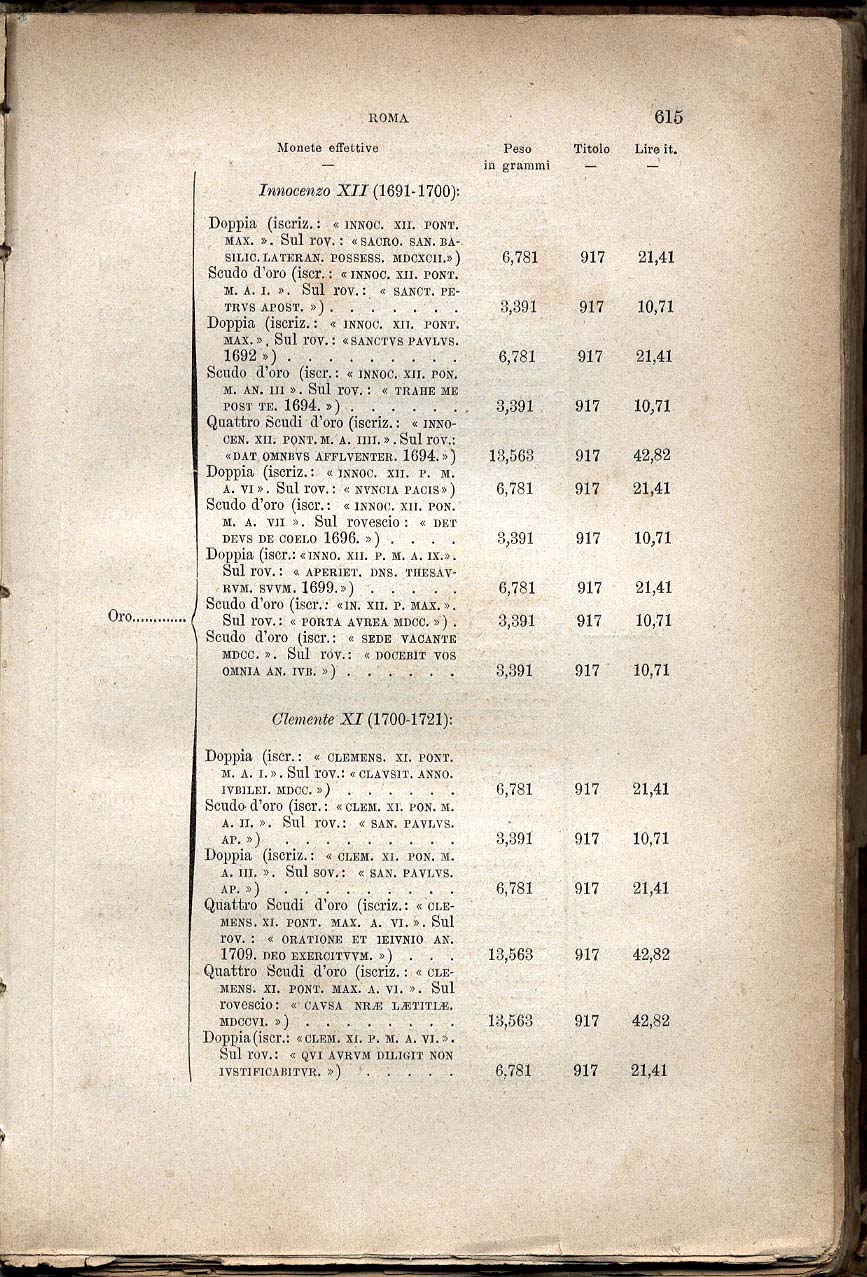 ROMA 615
Monete effettive Peso in grammi Titolo Lire it.
Innocenzo XII (1691-1700):
Doppia (iscriz.: « INNOC. XII. PONT.
MAX. ». Sul rov.: « SACRO. SAN. BA-
SILIC. LATERAN. POSSESS. MDCXCII.») 6,781 917 21,41
Scudo d'oro (iscr.: « INNOC. XII. PONT.
M. A. I. ». Sul rov.: « SANCT. PE-
TRVS APOST. ») . . . . . . . 3,391 917 10,71
Doppia (iscriz.: « INNOC. XII. PONT.
MAX.». Sul rov.: «SANCTVS PAVLVS.
1692 ») . . . . . . . . . 6,781 917 21,41
Scudo d'oro (iscr.: « INNOC. XII. PON.
M. AN. III ». Sul rov.: « TRAHE ME
POST TE. 1694. ») . . . . . . . 3,391 917 10,71
Quattro Scudi d'oro (iscriz.: « INNO-
CEN. XII. PONT. M. A. IIII. ». Sul rov.:
«DAT OMNBVS AFFLVENTER. 1694.») 13,563 917 42,82
Doppia (iscriz.: « INNOC. XII. P. M.
A. VI ». Sul rov.: « NVNCIA PACIS») 6,781 917 21,41
Scudo d'oro (iscr.: « INNOC. XII. PON.
M. A. VII ». Sul rovescio: « DET
DEVS DE COELO 1696. ») . . . . 3,391 917 10,71
Doppia (iscr.: «INNO. XII. P. M. A. IX.».
Sul rov.: « APERIET. DNS. THESAV-
RVM. SVVM. 1699.») . . . . . 6,781 917 21,41
Scudo d'oro (iscr.: «IN. XII. P. MAX.».
Oro............. Sul rov.: « PORTA AVREA MDCC. ») . 3,391 917 10,71
Scudo d'oro (iscr.: « SEDE VACANTE
MDCC. ». Sul rov.: « DOCEBIT VOS
OMNIA AN. IVB. ») . . . . . . 3,391 917 10,71
Clemente XI (1700-1721):
Doppia (iscr.: « CLEMENS. XI. PONT.
M. A. I.». Sul rov.: « CLAVSIT. ANNO.
IVBILEI. MDCC. ») . . . . . . 6,781 917 21,41
Scudo d'oro (iscr.: « CLEM. XI. PON. M.
A. II. ». Sul rov.: « SAN. PAVLVS.
AP. ») . . . . . . . . . 3,391 917 10,71
Doppia (iscriz.: « CLEM. XI. PON. M.
A. III. ». Sul sov.: « SAN. PAVLVS.
AP. ») . . . . . . . . . 6,781 917 21,41
Quattro Scudi d'oro (iscriz.: « CLE-
MENS. XI. PONT. MAX. A. VI. ». Sul
rov. : « ORATIONE ET IEIVNIO AN.
1709. DEO EXERCITVVM. ») . . . 13,563 917 42,82
Quattro Scudi d'oro (iscriz. : « CLE-
MENS. XI. PONT. MAX. A. VI. ». Sul
rovescio: « CAVSA NRÆ LÆTITIÆ.
MDCCVI. ») . . . . . . . . 13,563 917 42,82
Doppia (iscr.: «CLEM. XI. P. M. A. VI.».
Sul rov.: « QVI AVRVM DILIGIT NON
IVSTIFICABITVR. ») . . . . . 6,781 917 21,41